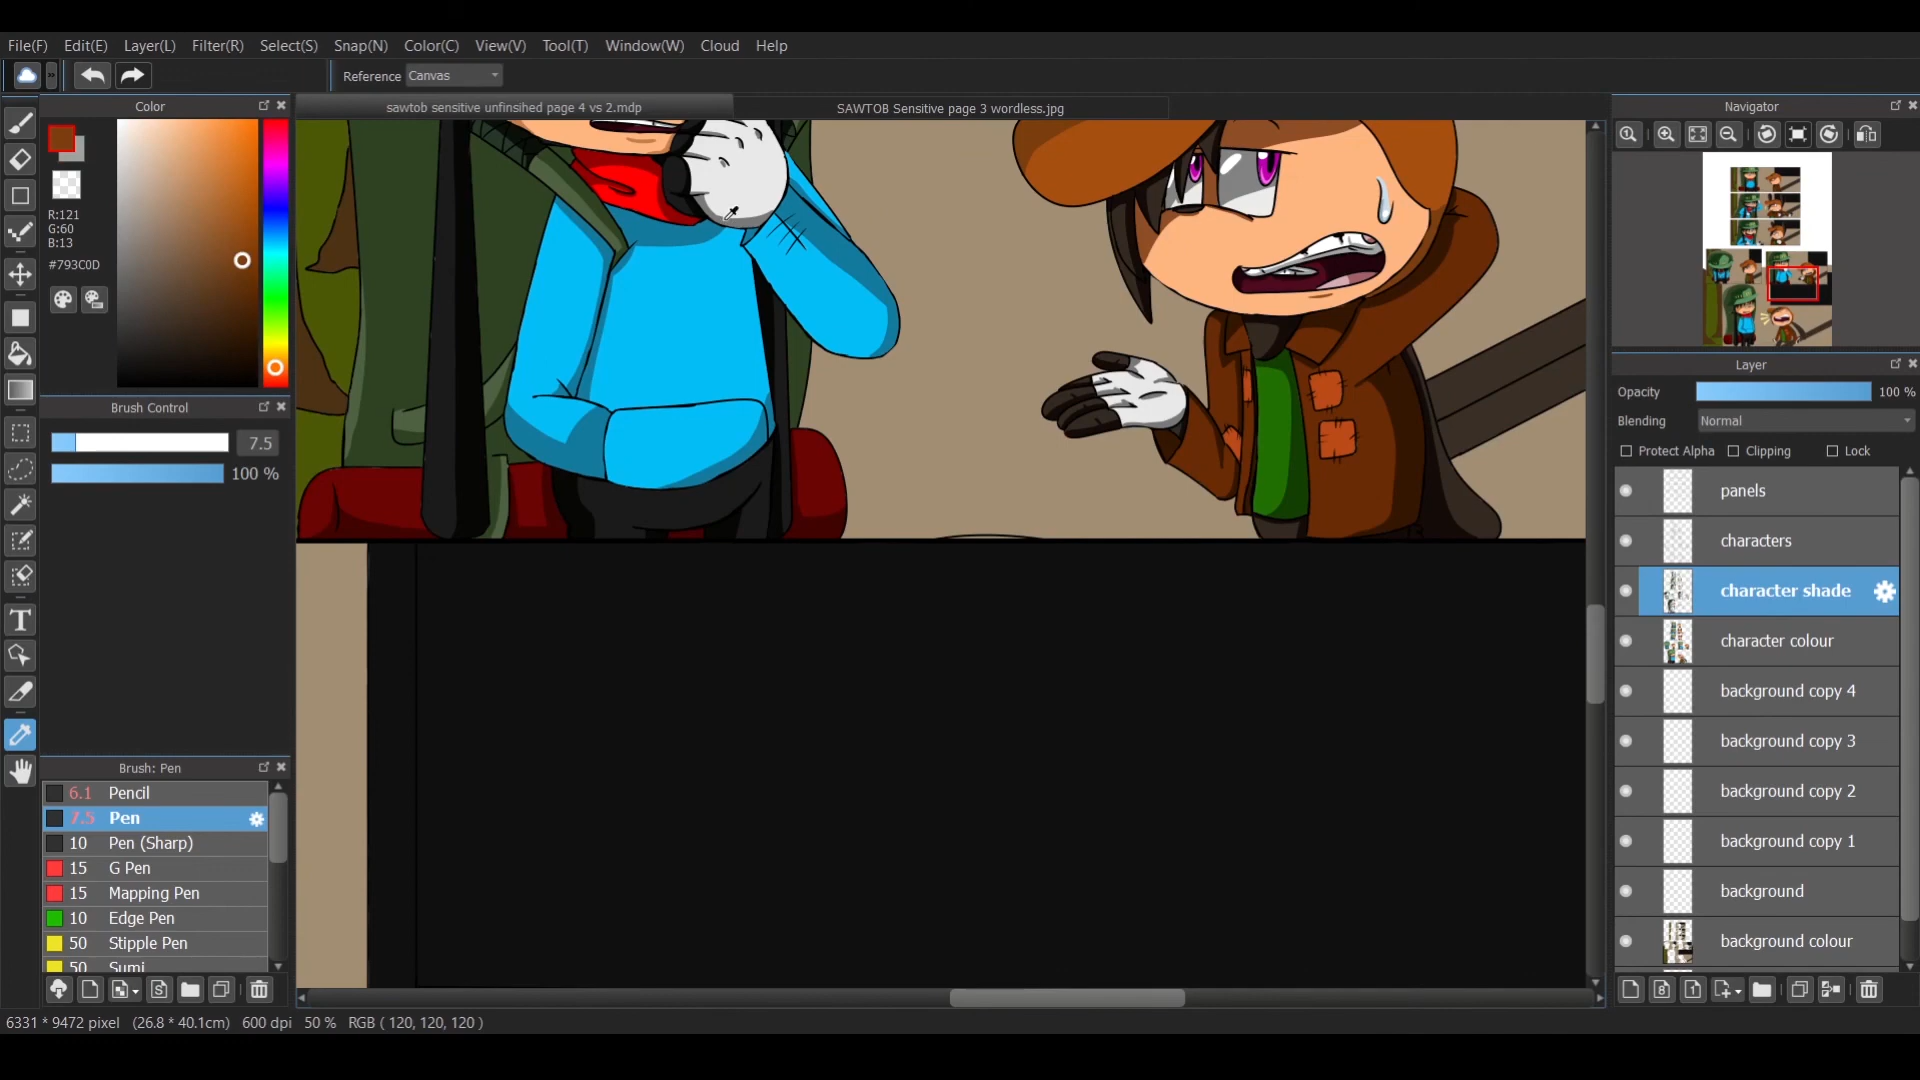 File(F) Edit(E) Layer(L) Filter(R) Select(S) Snap(N) Color(C) View(V) Tool(T) Window(W) Cloud Help
Reference Canvas
Color
sawtob sensitive unfinsihed page 4 vs 2.mdp
SAWTOB Sensitive page 3 wordless.jpg
Navigator
R:121
G:60
B:13
#793C0D
Brush Control
7.5
100 %
Brush: Pen
6.1 Pencil
7.5 Pen
10 Pen (Sharp)
15 G Pen
15 Mapping Pen
10 Edge Pen
50 Stipple Pen
50 Sumi
Layer
Opacity 100 %
Blending Normal
Protect Alpha Clipping Lock
panels
characters
character shade
character colour
background copy 4
background copy 3
background copy 2
background copy 1
background
background colour
6331 * 9472 pixel (26.8 * 40.1cm) 600 dpi 50 % RGB ( 120, 120, 120 )